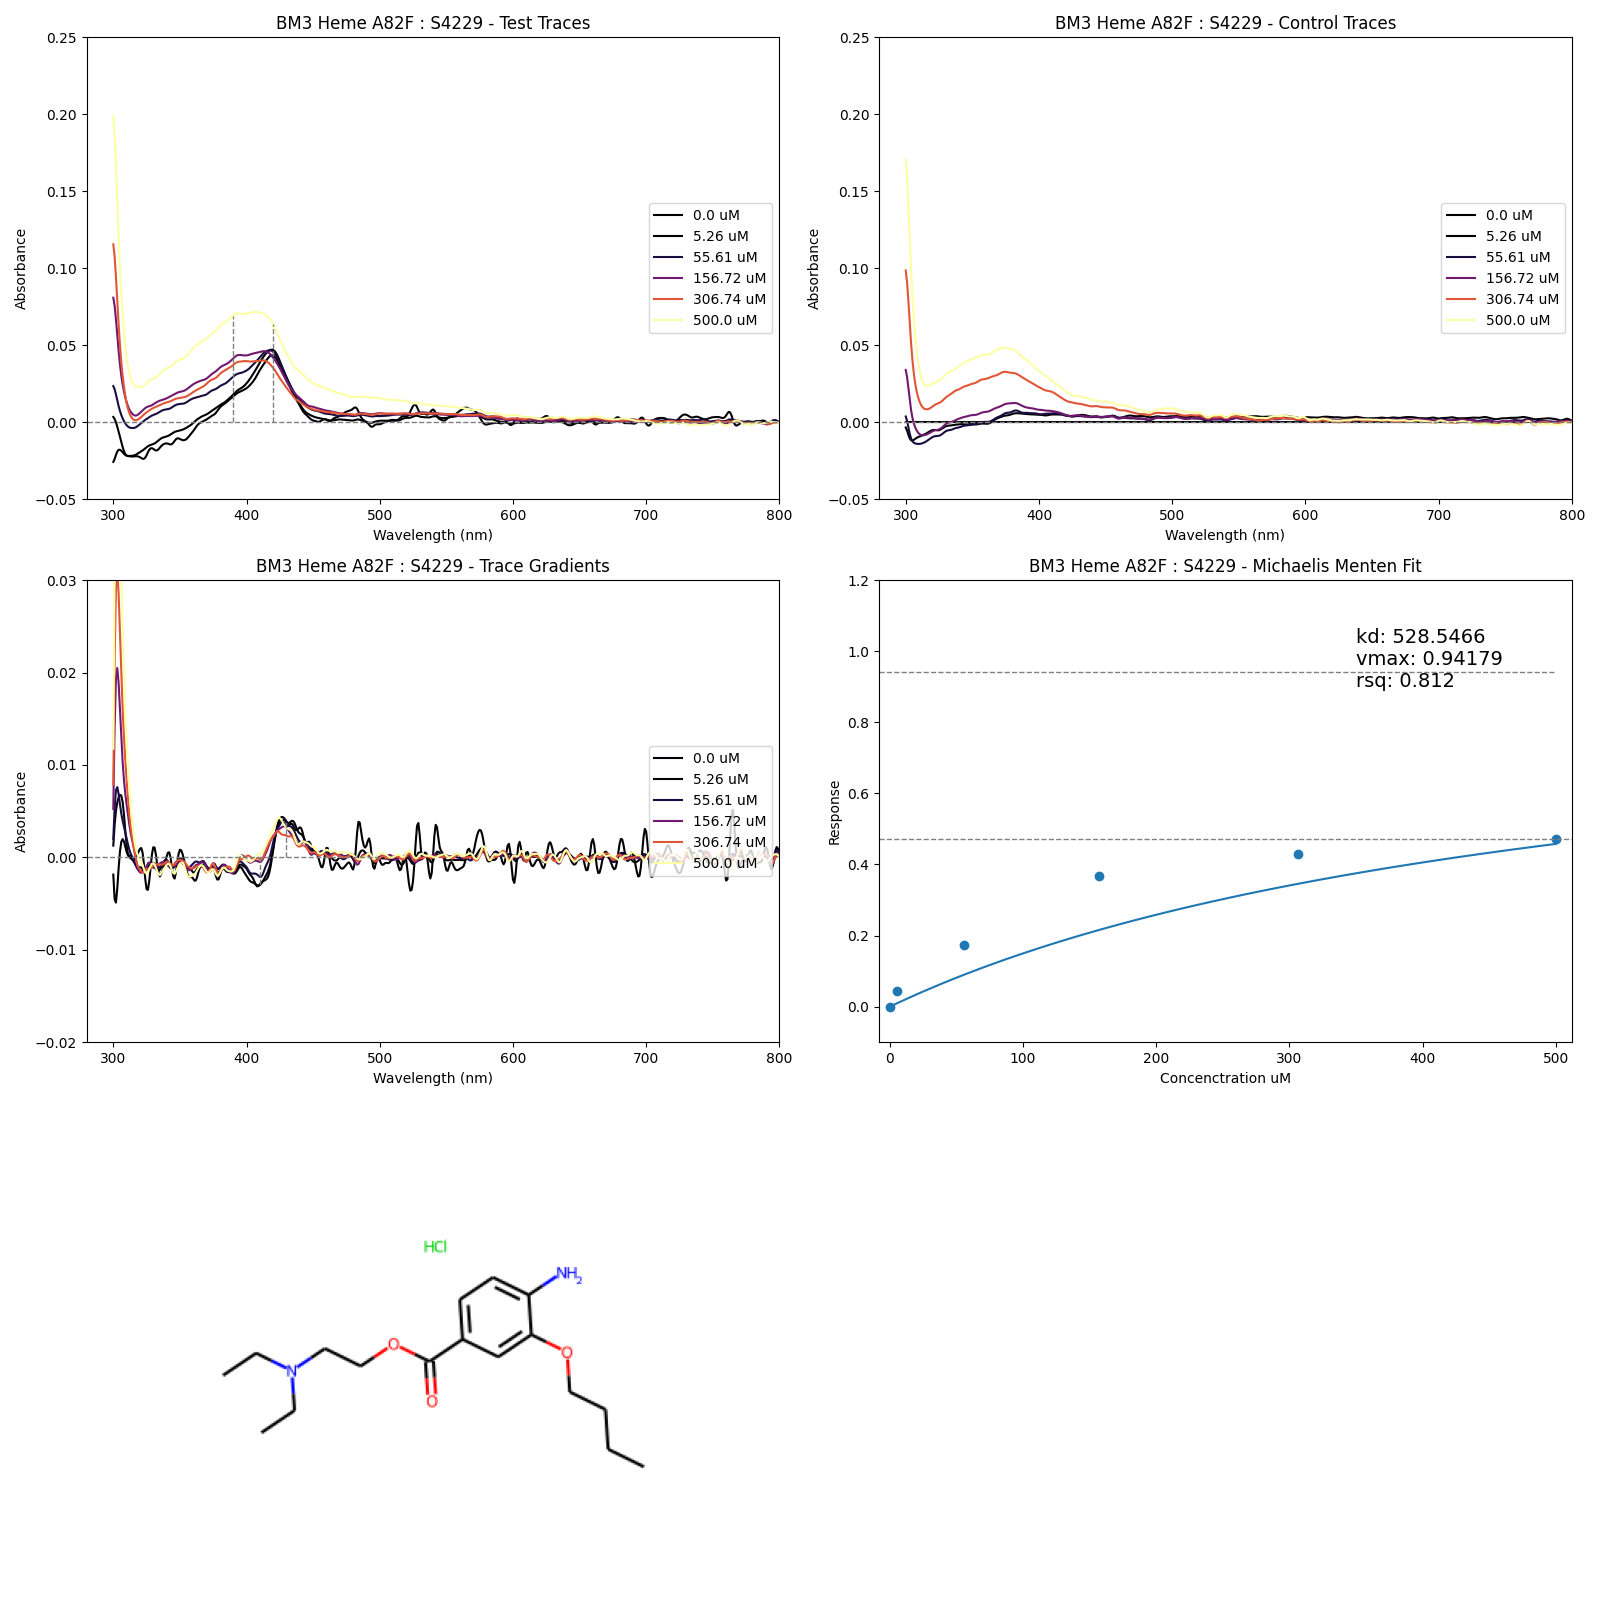 BM3 Heme A82F : S4229 - Test Traces
0.25
0.20
0.15
0.10
0.05
0.00
−0.05
Absorbance
0.0 uM
5.26 uM
55.61 uM
156.72 uM
306.74 uM
500.0 uM
300 400 500 600 700 800
Wavelength (nm)
BM3 Heme A82F : S4229 - Control Traces
0.25
0.20
0.15
0.10
0.05
0.00
−0.05
Absorbance
0.0 uM
5.26 uM
55.61 uM
156.72 uM
306.74 uM
500.0 uM
300 400 500 600 700 800
Wavelength (nm)
BM3 Heme A82F : S4229 - Trace Gradients
0.03
0.02
0.01
0.00
−0.01
−0.02
Absorbance
0.0 uM
5.26 uM
55.61 uM
156.72 uM
306.74 uM
500.0 uM
300 400 500 600 700 800
Wavelength (nm)
BM3 Heme A82F : S4229 - Michaelis Menten Fit
1.2
1.0
0.8
0.6
0.4
0.2
0.0
Response
kd: 528.5466
vmax: 0.94179
rsq: 0.812
0 100 200 300 400 500
Concenctration uM
HCl
NH2
O
O
N
O